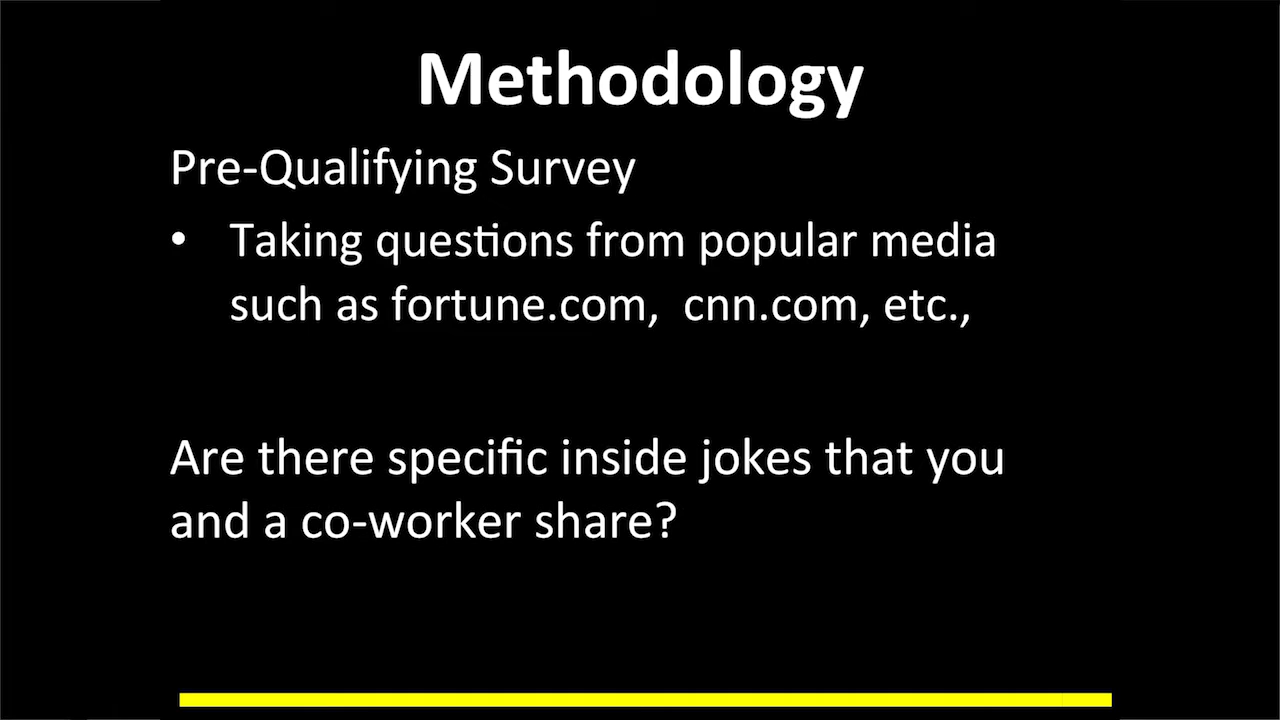 Methodology
Pre-Qualifying Survey
• Taking questions from popular media
such as fortune.com, cnn.com, etc.,
Are there specific inside jokes that you
and a co-worker share?